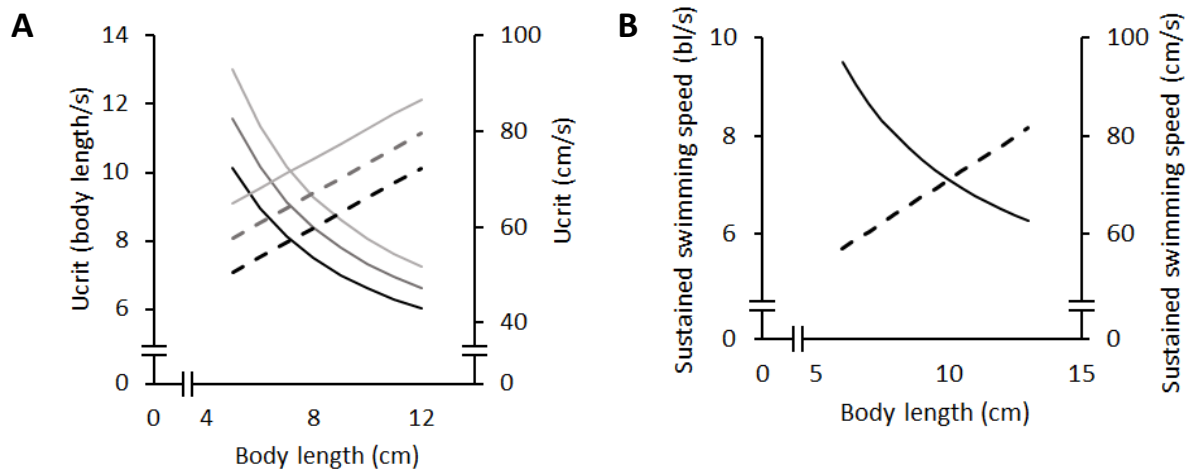 A
Ucrit (body length/s)
14
12
10
8
6
0
100
80
60
40
0
Ucrit (cm/s)
0 4 8 12
Body length (cm)
B
Sustained swimming speed (bl/s)
10
8
6
0
100
80
60
0
Sustained swimming speed (cm/s)
0 5 10 15
Body length (cm)